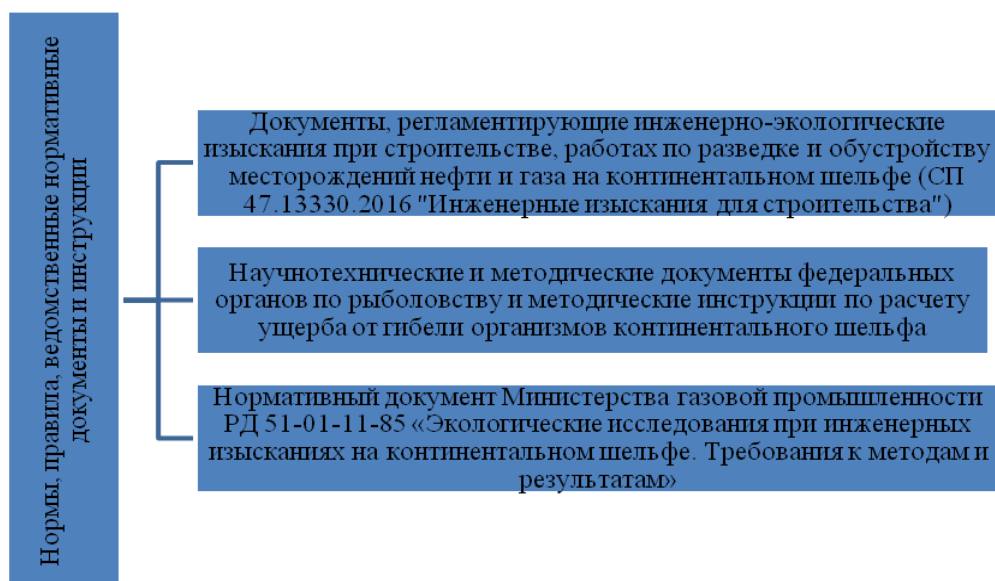 Нормы, правила, ведомственные нормативные
документы и инструкции
Документы, регламентирующие инженерно-экологические
изыскания при строительстве, работах по разведке и обустройству
месторождений нефти и газа на континентальном шельфе (СП
47.13330.2016 "Инженерные изыскания для строительства")
Научнотехнические и методические документы федеральных
органов по рыболовству и методические инструкции по расчету
ущерба от гибели организмов континентального шельфа
Нормативный документ Министерства газовой промышленности
РД 51-01-11-85 «Экологические исследования при инженерных
изысканиях на континентальном шельфе. Требования к методам и
результатам»